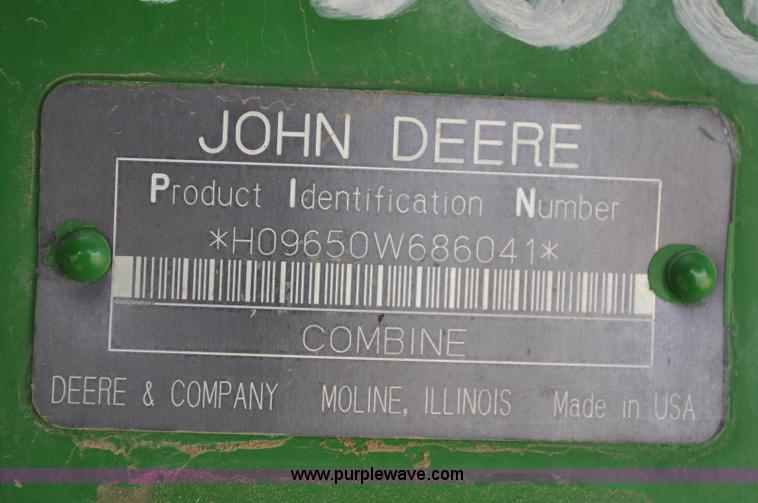 JOHN DEERE
Product Identification Number
*H09650W686041*
COMBINE
DEERE & COMPANY MOLINE, ILLINOIS Made in USA
www.purplewave.com